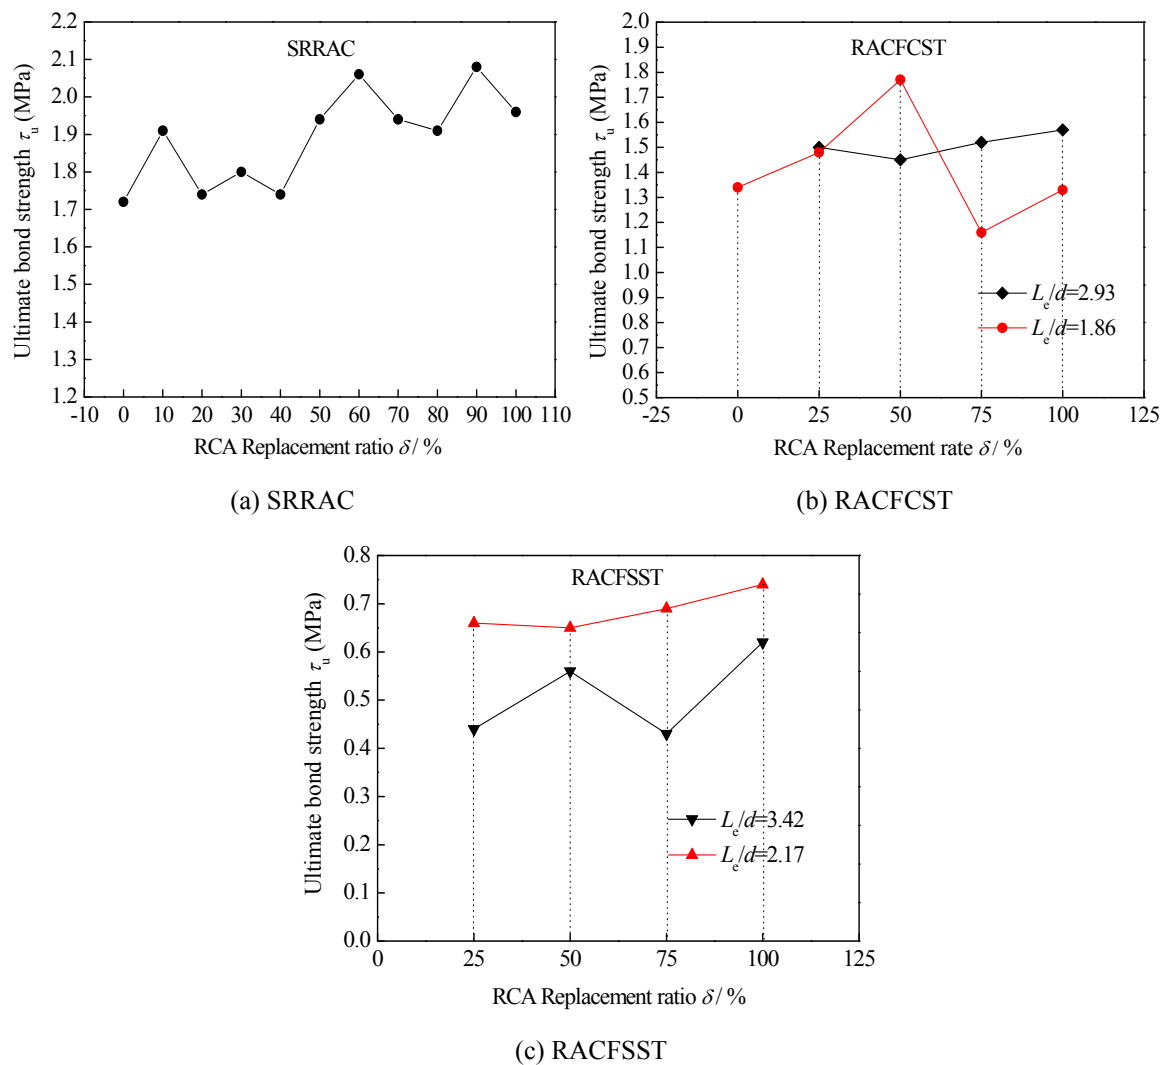 SRRAC
Ultimate bond strength τu (MPa)
2.2
2.1
2.0
1.9
1.8
1.7
1.6
1.5
1.4
1.3
1.2
-10 0 10 20 30 40 50 60 70 80 90 100 110
RCA Replacement ratio δ/ %
(a) SRRAC
RACFCST
Ultimate bond strength τu (MPa)
2.0
1.9
1.8
1.7
1.6
1.5
1.4
1.3
1.2
1.1
1.0
0.9
0.8
0.7
0.6
0.5
Le/d=2.93
Le/d=1.86
-25 0 25 50 75 100 125
RCA Replacement rate δ/ %
(b) RACFCST
RACFSST
Ultimate bond strength τu (MPa)
0.8
0.7
0.6
0.5
0.4
0.3
0.2
0.1
0.0
Le/d=3.42
Le/d=2.17
0 25 50 75 100 125
RCA Replacement ratio δ/ %
(c) RACFSST